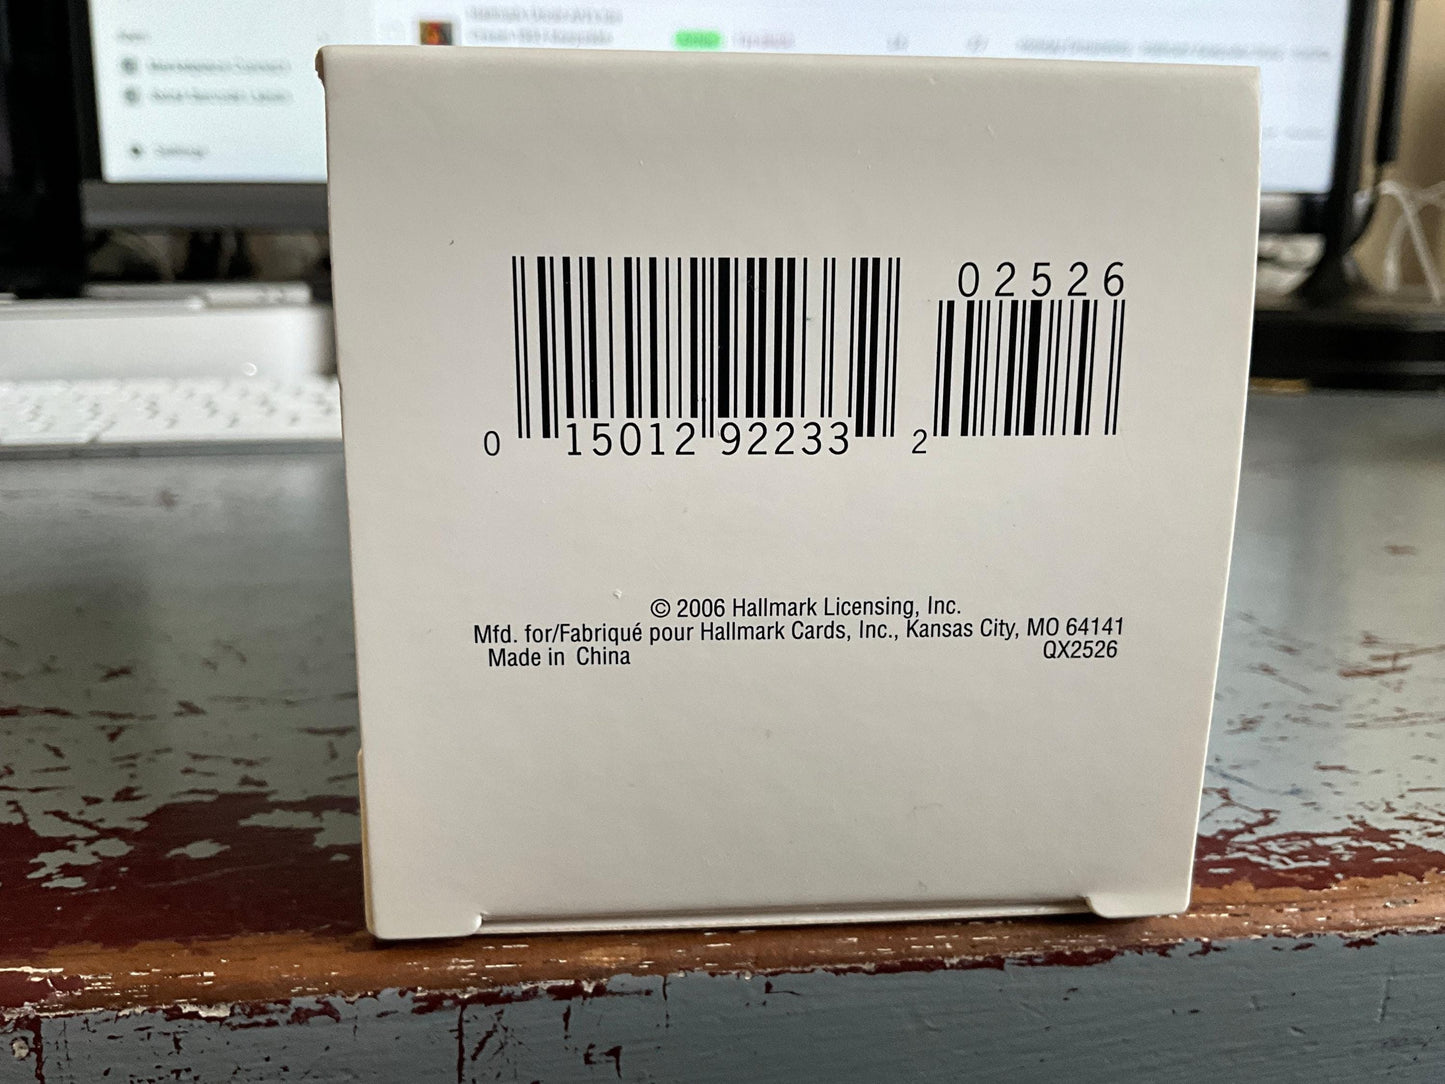 02526
0 15012 92233 2
© 2006 Hallmark Licensing, Inc.
Mfd. for/Fabriqué pour Hallmark Cards, Inc., Kansas City, MO 64141
Made in China QX2526